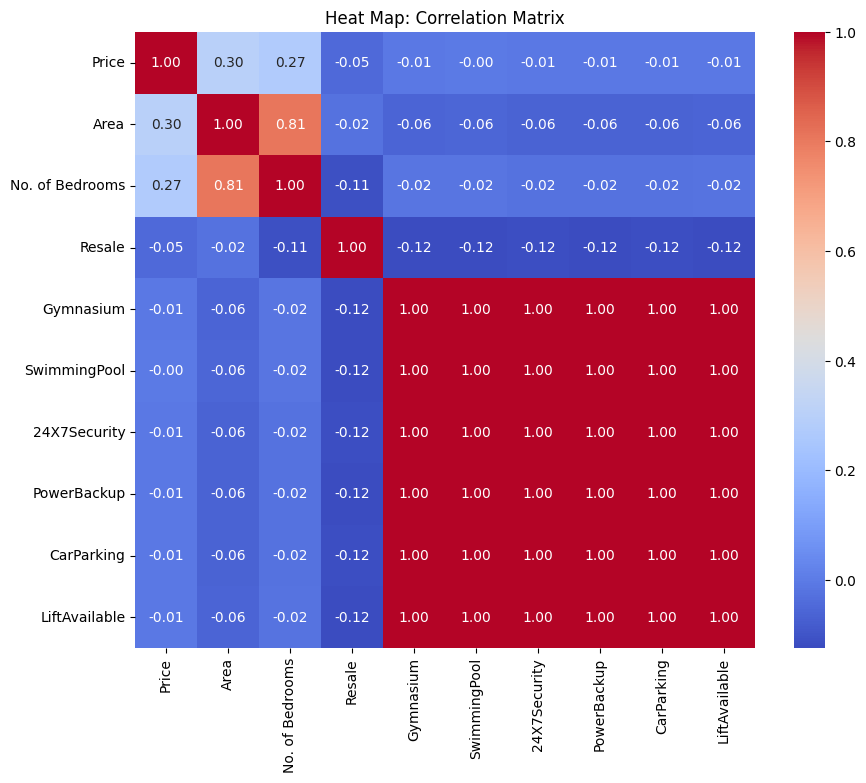 Heat Map: Correlation Matrix
Price 1.00 0.30 0.27 -0.05 -0.01 -0.00 -0.01 -0.01 -0.01 -0.01
Area 0.30 1.00 0.81 -0.02 -0.06 -0.06 -0.06 -0.06 -0.06 -0.06
No. of Bedrooms 0.27 0.81 1.00 -0.11 -0.02 -0.02 -0.02 -0.02 -0.02 -0.02
Resale -0.05 -0.02 -0.11 1.00 -0.12 -0.12 -0.12 -0.12 -0.12 -0.12
Gymnasium -0.01 -0.06 -0.02 -0.12 1.00 1.00 1.00 1.00 1.00 1.00
SwimmingPool -0.00 -0.06 -0.02 -0.12 1.00 1.00 1.00 1.00 1.00 1.00
24X7Security -0.01 -0.06 -0.02 -0.12 1.00 1.00 1.00 1.00 1.00 1.00
PowerBackup -0.01 -0.06 -0.02 -0.12 1.00 1.00 1.00 1.00 1.00 1.00
CarParking -0.01 -0.06 -0.02 -0.12 1.00 1.00 1.00 1.00 1.00 1.00
LiftAvailable -0.01 -0.06 -0.02 -0.12 1.00 1.00 1.00 1.00 1.00 1.00
Price
Area
No. of Bedrooms
Resale
Gymnasium
SwimmingPool
24X7Security
PowerBackup
CarParking
LiftAvailable
1.0
0.8
0.6
0.4
0.2
0.0